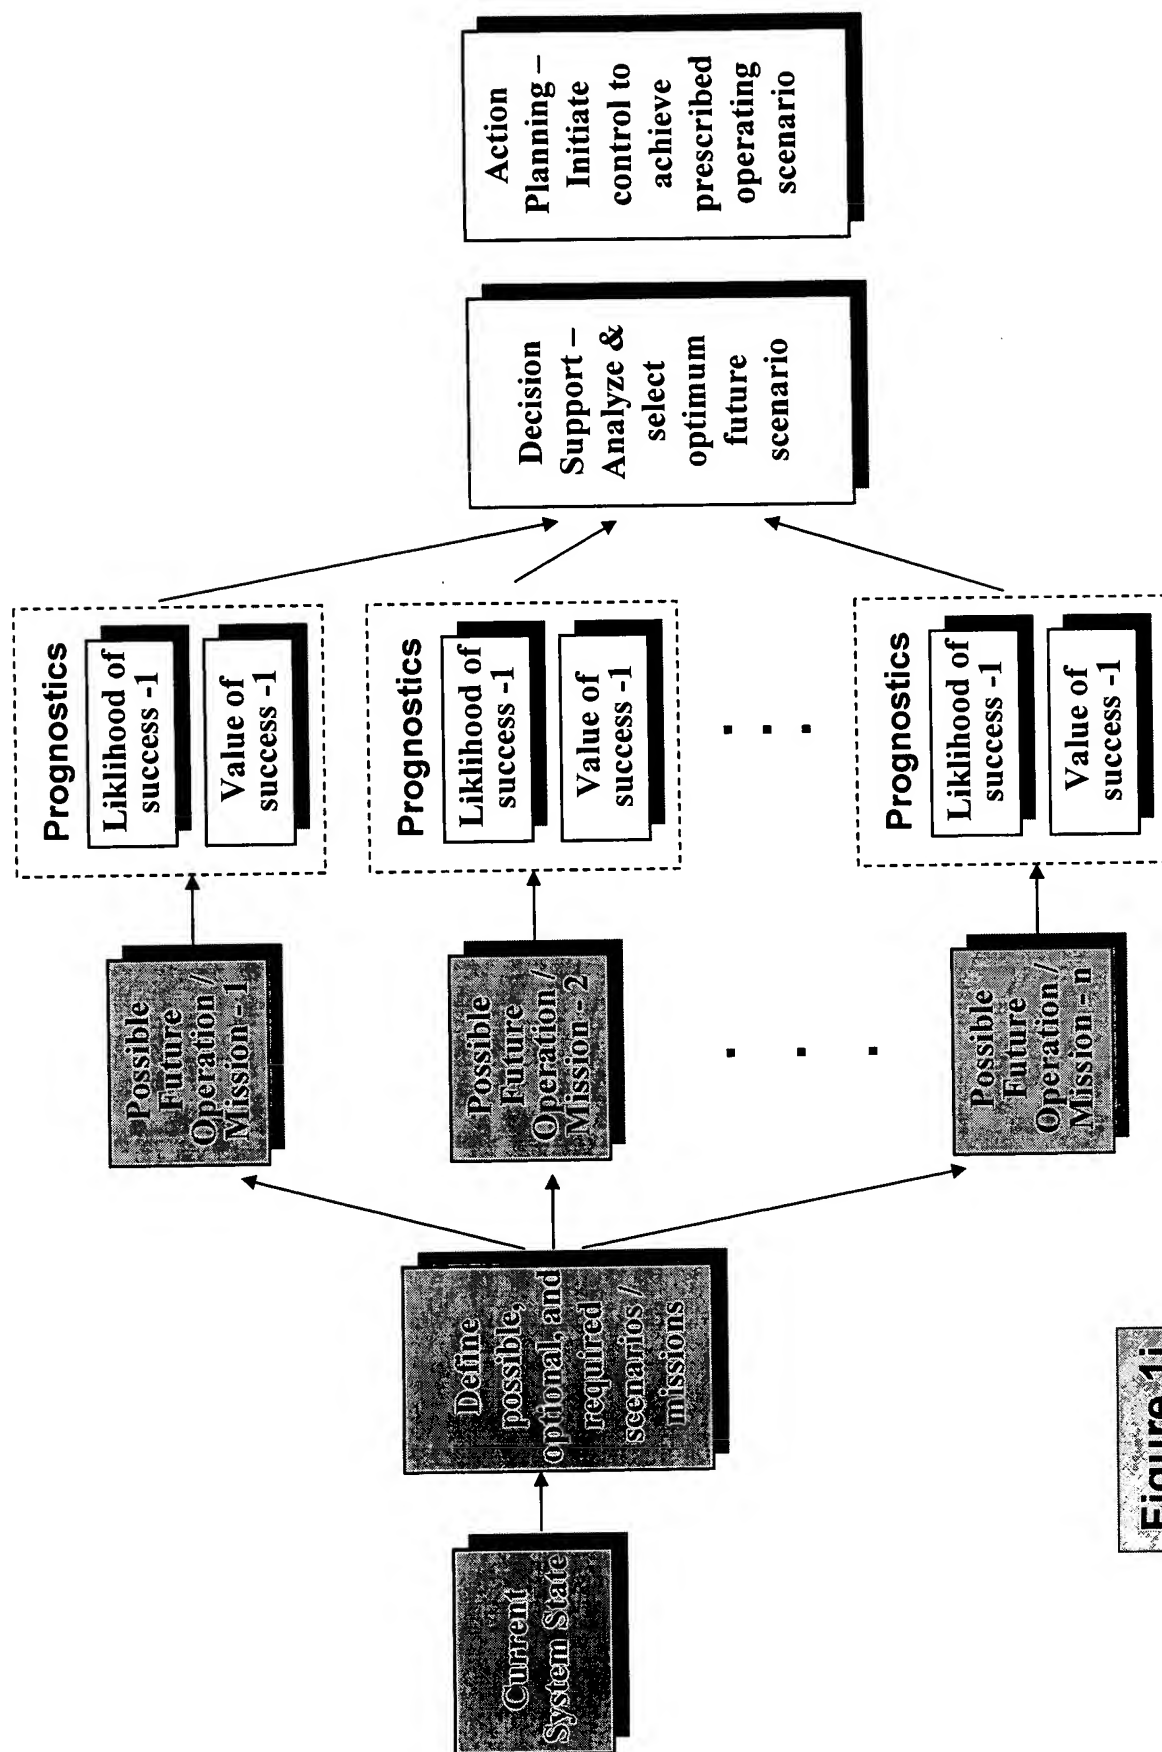 Current
System State
Define
possible,
optional, and
required
scenarios /
missions
Possible
Future
Operation /
Mission - 1
Possible
Future
Operation /
Mission - 2
Possible
Future
Operation /
Mission - n
Prognostics
Liklihood of
success -1
Value of
success -1
Prognostics
Liklihood of
success -1
Value of
success -1
Prognostics
Liklihood of
success -1
Value of
success -1
Decision
Support –
Analyze &
select
optimum
future
scenario
Action
Planning –
Initiate
control to
achieve
prescribed
operating
scenario
Figure